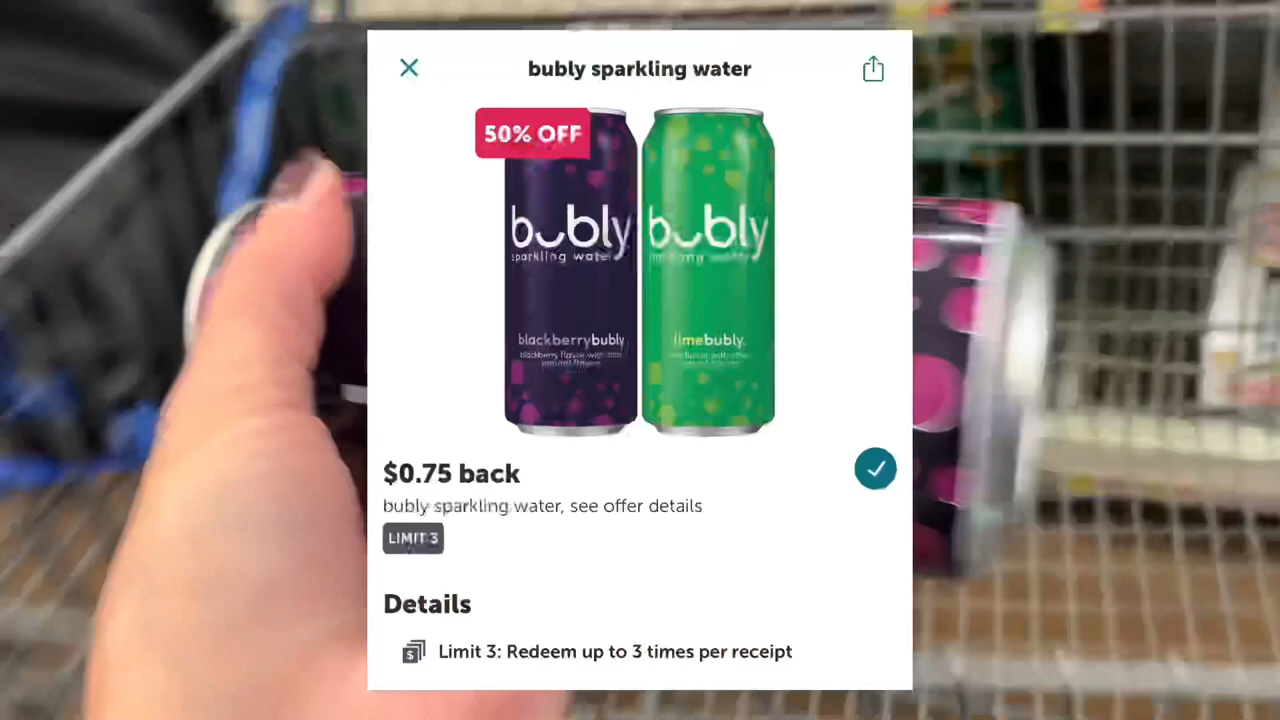 bubly sparkling water
50% OFF
bubly bubly
sparkling water
blackberrybubly limebubly.
$0.75 back
bubly sparkling water, see offer details
LIMIT 3
Details
Limit 3: Redeem up to 3 times per receipt